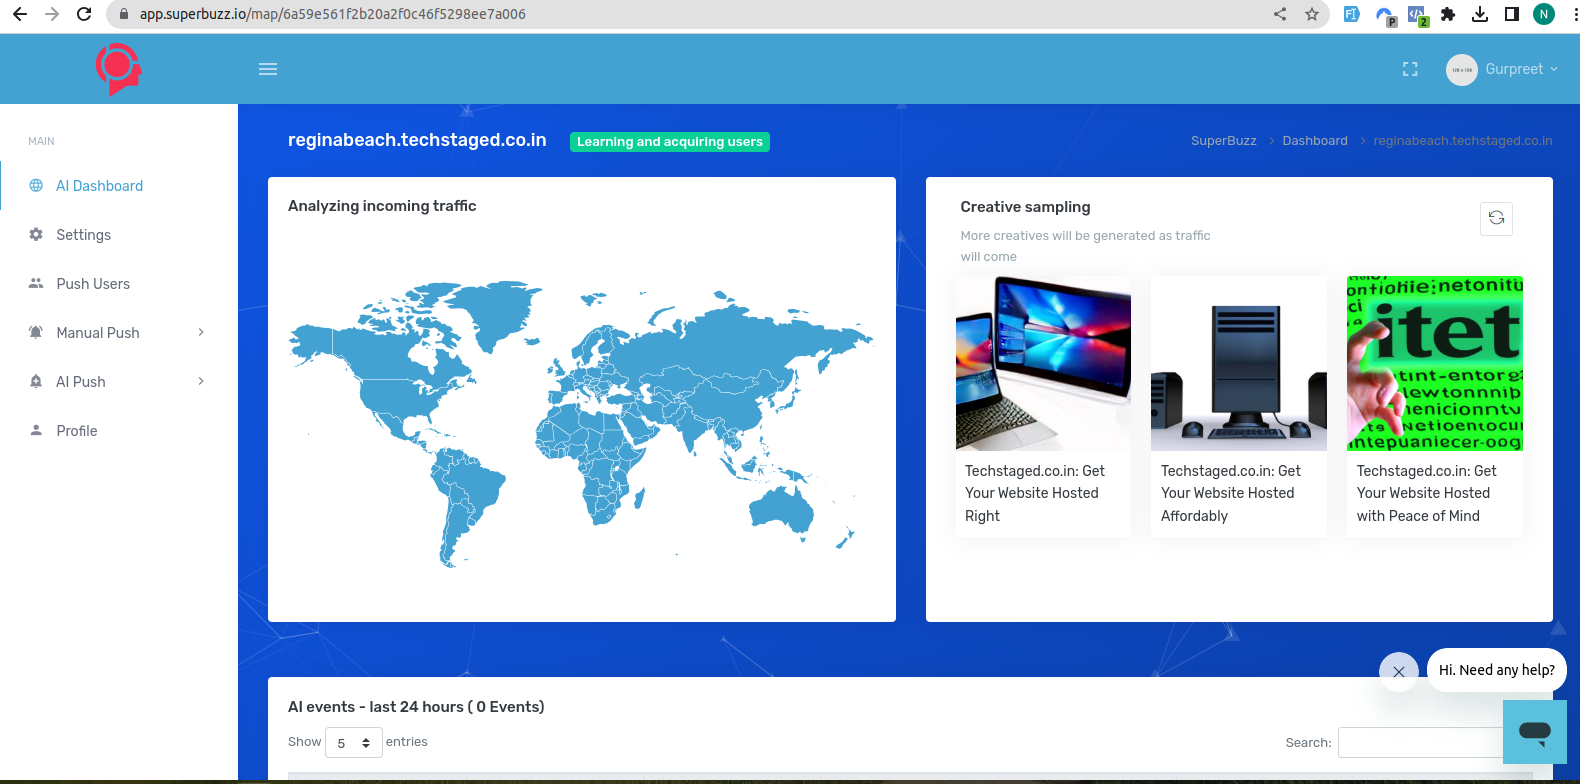 app.superbuzz.io/map/6a59e561f2b20a2f0c46f5298ee7a006
P
2
N
Gurpreet
MAIN
AI Dashboard
Settings
Push Users
Manual Push
AI Push
Profile
reginabeach.techstaged.co.in
Learning and acquiring users
SuperBuzz > Dashboard > reginabeach.techstaged.co.in
Analyzing incoming traffic
Creative sampling
More creatives will be generated as traffic
will come
itet
Techstaged.co.in: Get
Your Website Hosted
Right
Techstaged.co.in: Get
Your Website Hosted
Affordably
Techstaged.co.in: Get
Your Website Hosted
with Peace of Mind
Hi. Need any help?
AI events - last 24 hours ( 0 Events)
Show 5 entries
Search: